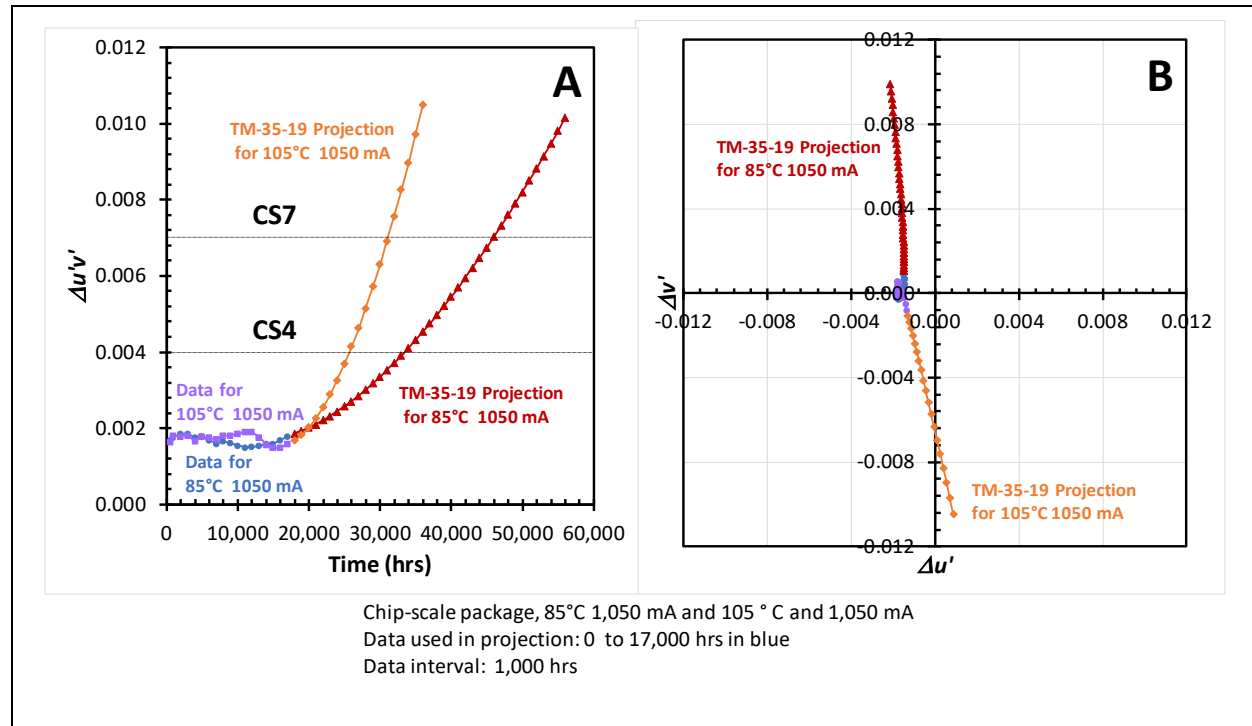 A
0.012
0.010
0.008
0.006
0.004
0.002
0.000
Δu'v'
TM-35-19 Projection
for 105°C 1050 mA
CS7
CS4
Data for
105°C 1050 mA
TM-35-19 Projection
for 85°C 1050 mA
Data for
85°C 1050 mA
0 10,000 20,000 30,000 40,000 50,000 60,000
Time (hrs)
B
0.012
0.008
0.004
0.000
-0.004
-0.008
-0.012
TM-35-19 Projection
for 85°C 1050 mA
Δv'
-0.012 -0.008 -0.004 0.000 0.004 0.008 0.012
TM-35-19 Projection
for 105°C 1050 mA
Δu'
Chip-scale package, 85°C 1,050 mA and 105 ° C and 1,050 mA
Data used in projection: 0 to 17,000 hrs in blue
Data interval: 1,000 hrs